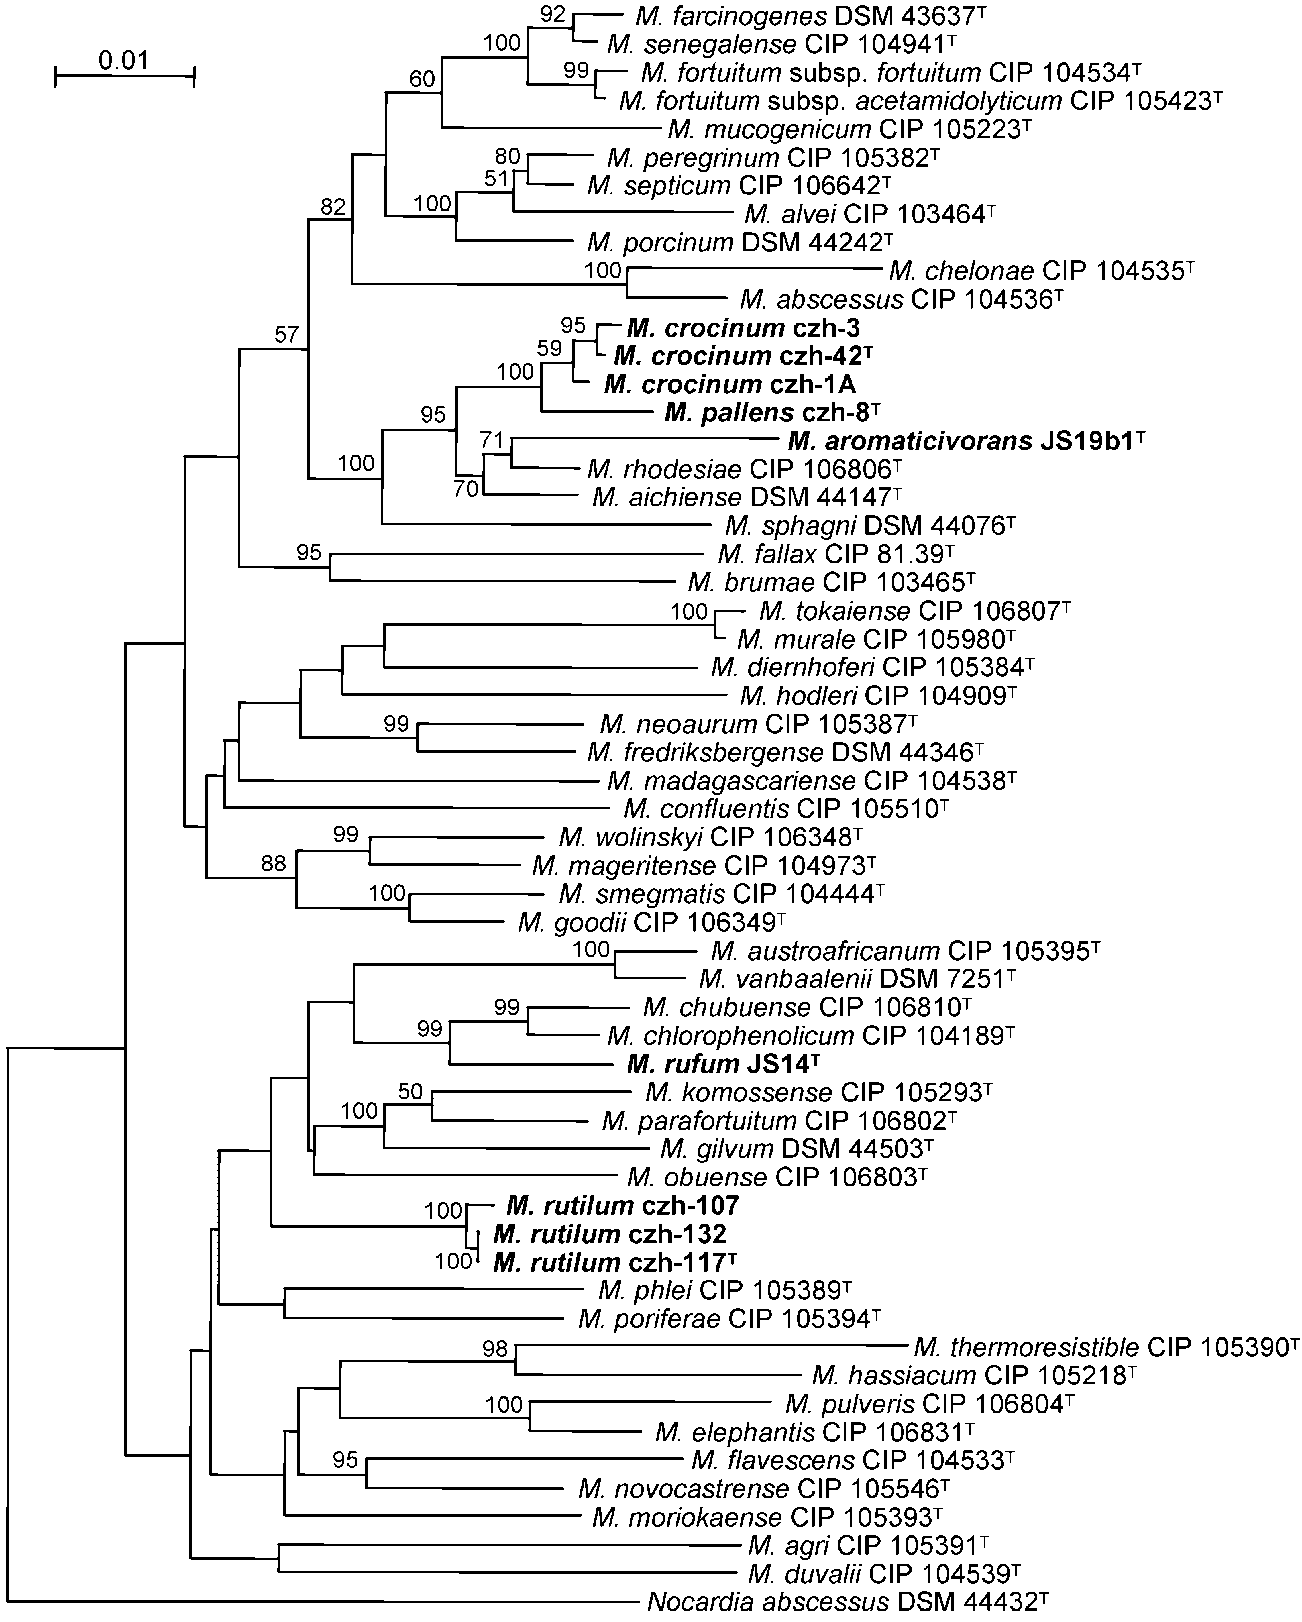 92 M. farcinogenes DSM 43637ᵀ
0.01 100 M. senegalense CIP 104941ᵀ
99 M. fortuitum subsp. fortuitum CIP 104534ᵀ
60 M. fortuitum subsp. acetamidolyticum CIP 105423ᵀ
M. mucogenicum CIP 105223ᵀ
80 M. peregrinum CIP 105382ᵀ
51 M. septicum CIP 106642ᵀ
82 100 M. alvei CIP 103464ᵀ
M. porcinum DSM 44242ᵀ
100 M. chelonae CIP 104535ᵀ
M. abscessus CIP 104536ᵀ
57 95 M. crocinum czh-3
59 M. crocinum czh-42ᵀ
100 M. crocinum czh-1A
95 M. pallens czh-8ᵀ
71 M. aromaticivorans JS19b1ᵀ
100 M. rhodesiae CIP 106806ᵀ
70 M. aichiense DSM 44147ᵀ
M. sphagni DSM 44076ᵀ
95 M. fallax CIP 81.39ᵀ
M. brumae CIP 103465ᵀ
100 M. tokaiense CIP 106807ᵀ
M. murale CIP 105980ᵀ
M. diernhoferi CIP 105384ᵀ
M. hodleri CIP 104909ᵀ
99 M. neoaurum CIP 105387ᵀ
M. fredriksbergense DSM 44346ᵀ
M. madagascariense CIP 104538ᵀ
M. confluentis CIP 105510ᵀ
99 M. wolinskyi CIP 106348ᵀ
88 M. mageritense CIP 104973ᵀ
100 M. smegmatis CIP 104444ᵀ
M. goodii CIP 106349ᵀ
100 M. austroafricanum CIP 105395ᵀ
M. vanbaalenii DSM 7251ᵀ
99 M. chubuense CIP 106810ᵀ
99 M. chlorophenolicum CIP 104189ᵀ
M. rufum JS14ᵀ
50 M. komossense CIP 105293ᵀ
100 M. parafortuitum CIP 106802ᵀ
M. gilvum DSM 44503ᵀ
M. obuense CIP 106803ᵀ
100 M. rutilum czh-107
M. rutilum czh-132
100 M. rutilum czh-117ᵀ
M. phlei CIP 105389ᵀ
M. poriferae CIP 105394ᵀ
98 M. thermoresistible CIP 105390ᵀ
M. hassiacum CIP 105218ᵀ
100 M. pulveris CIP 106804ᵀ
M. elephantis CIP 106831ᵀ
95 M. flavescens CIP 104533ᵀ
M. novocastrense CIP 105546ᵀ
M. moriokaense CIP 105393ᵀ
M. agri CIP 105391ᵀ
M. duvalii CIP 104539ᵀ
Nocardia abscessus DSM 44432ᵀ